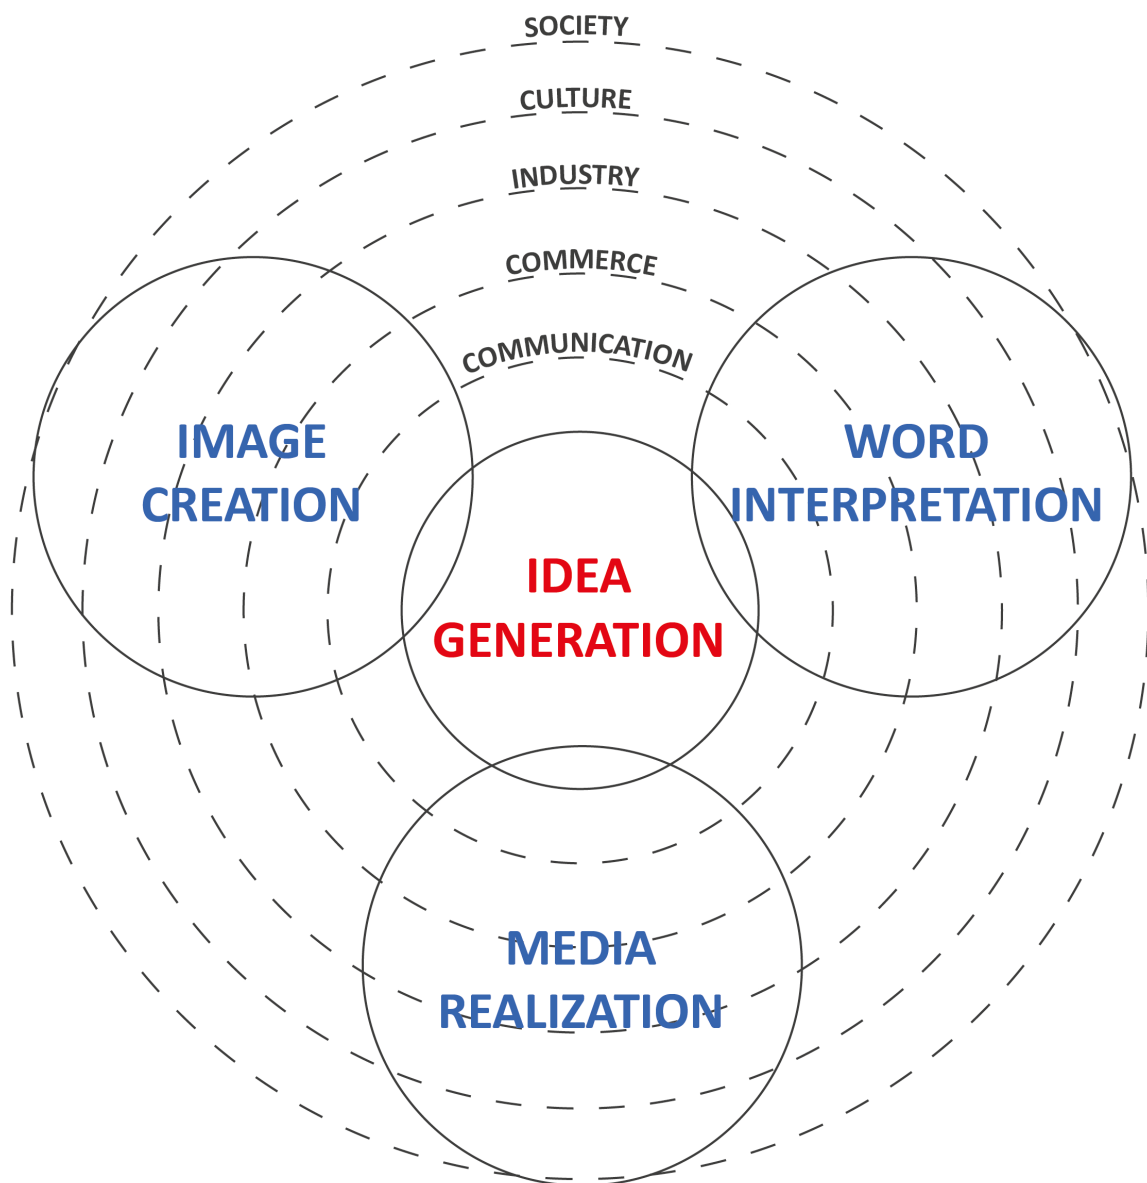 SOCIETY
CULTURE
INDUSTRY
COMMERCE
COMMUNICATION
IMAGE
CREATION
WORD
INTERPRETATION
IDEA
GENERATION
MEDIA
REALIZATION